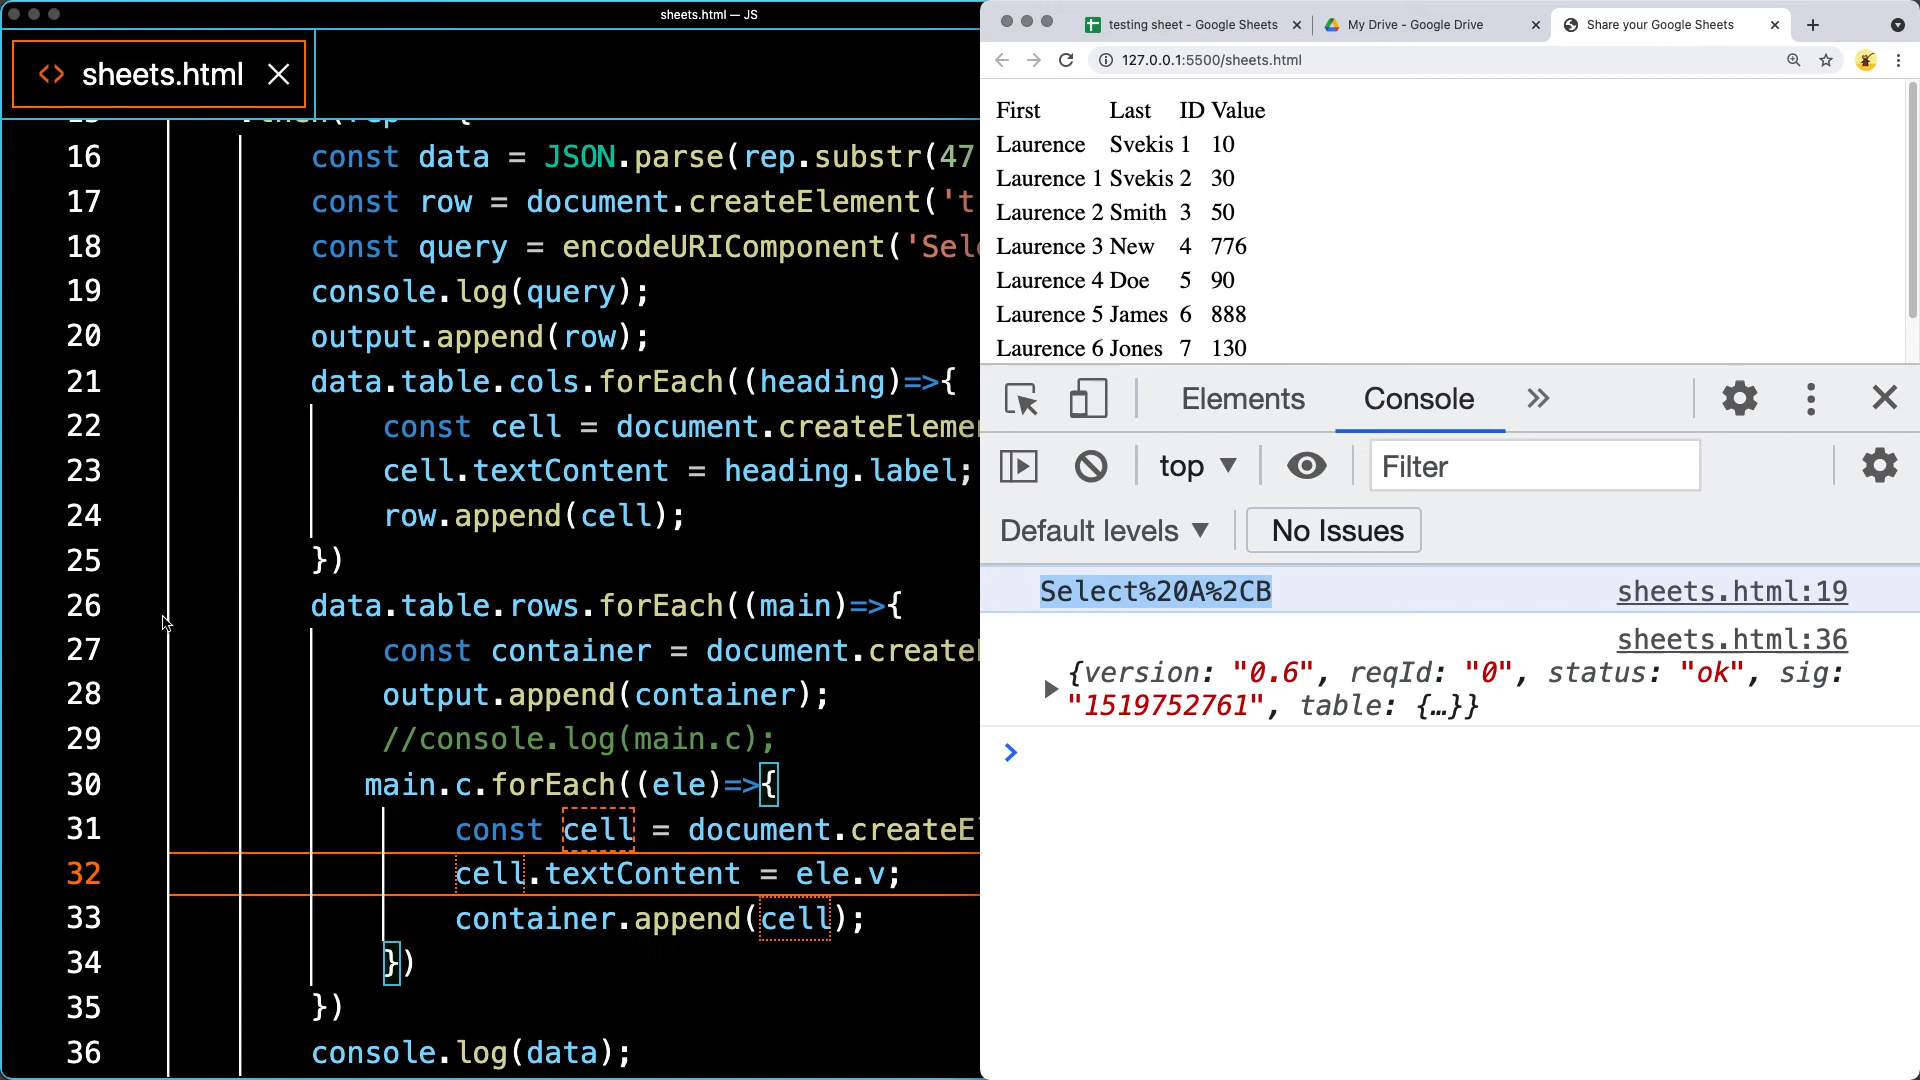 sheets.html — JS
sheets.html
16 const data = JSON.parse(rep.substr(47
17 const row = document.createElement('t
18 const query = encodeURIComponent('Sel
19 console.log(query);
20 output.append(row);
21 data.table.cols.forEach((heading)=>{
22 const cell = document.createEleme
23 cell.textContent = heading.label;
24 row.append(cell);
25 })
26 data.table.rows.forEach((main)=>{
27 const container = document.create
28 output.append(container);
29 //console.log(main.c);
30 main.c.forEach((ele)=>{
31 const cell = document.createE
32 cell.textContent = ele.v;
33 container.append(cell);
34 })
35 })
36 console.log(data);
testing sheet - Google Sheets
My Drive - Google Drive
Share your Google Sheets
127.0.0.1:5500/sheets.html
First Last ID Value
Laurence Svekis 1 10
Laurence 1 Svekis 2 30
Laurence 2 Smith 3 50
Laurence 3 New 4 776
Laurence 4 Doe 5 90
Laurence 5 James 6 888
Laurence 6 Jones 7 130
Elements Console
top Filter
Default levels No Issues
Select%20A%2CB sheets.html:19
sheets.html:36
{version: "0.6", reqId: "0", status: "ok", sig:
"1519752761", table: {…}}